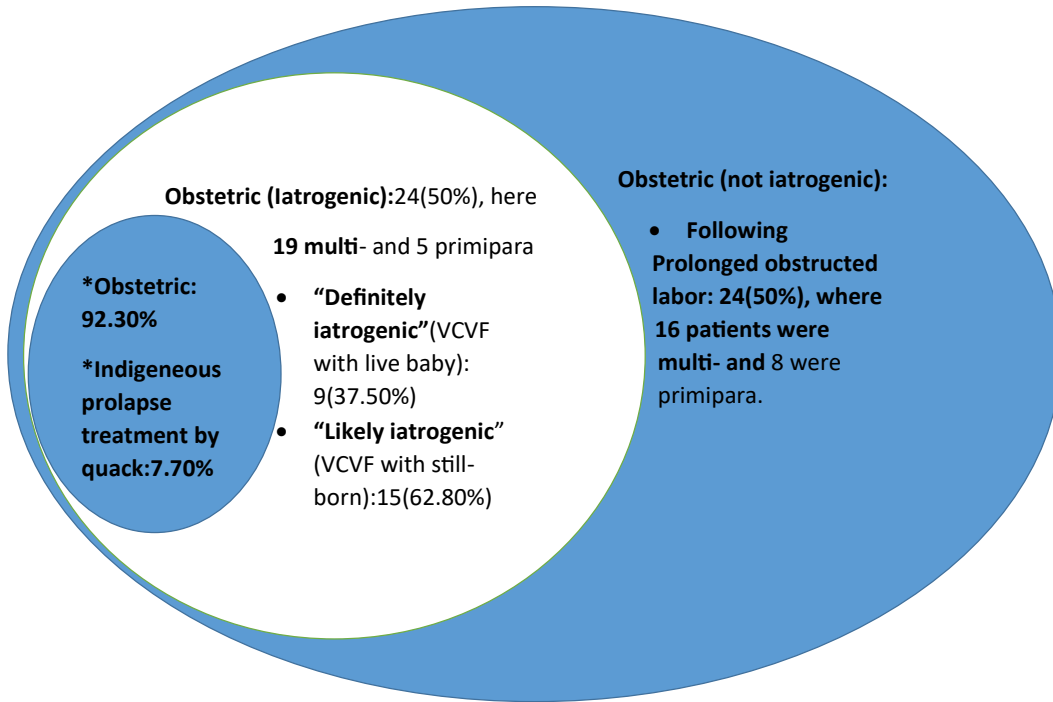 *Obstetric:
92.30%
*Indigeneous
prolapse
treatment by
quack:7.70%
Obstetric (Iatrogenic):24(50%), here
19 multi- and 5 primipara
• “Definitely
iatrogenic”(VCVF
with live baby):
9(37.50%)
• “Likely iatrogenic”
(VCVF with still-
born):15(62.80%)
Obstetric (not iatrogenic):
• Following
Prolonged obstructed
labor: 24(50%), where
16 patients were
multi- and 8 were
primipara.